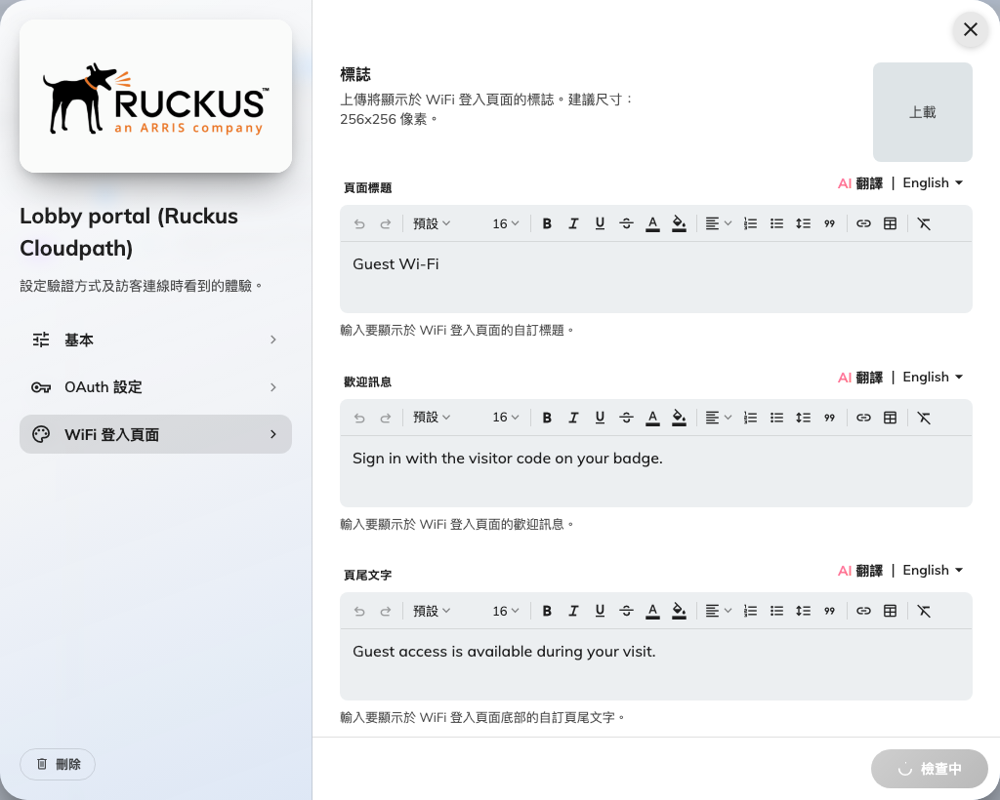 RUCKUS™
an ARRIS company
Lobby portal (Ruckus
Cloudpath)
設定驗證方式及訪客連線時看到的體驗。
基本
OAuth 設定
WiFi 登入頁面
刪除
標誌
上傳將顯示於 WiFi 登入頁面的標誌。建議尺寸：
256x256 像素。
上載
頁面標題
AI 翻譯 | English
預設 16 B I U S A
Guest Wi-Fi
輸入要顯示於 WiFi 登入頁面的自訂標題。
歡迎訊息
AI 翻譯 | English
預設 16 B I U S A
Sign in with the visitor code on your badge.
輸入要顯示於 WiFi 登入頁面的歡迎訊息。
頁尾文字
AI 翻譯 | English
預設 16 B I U S A
Guest access is available during your visit.
輸入要顯示於 WiFi 登入頁面底部的自訂頁尾文字。
檢查中